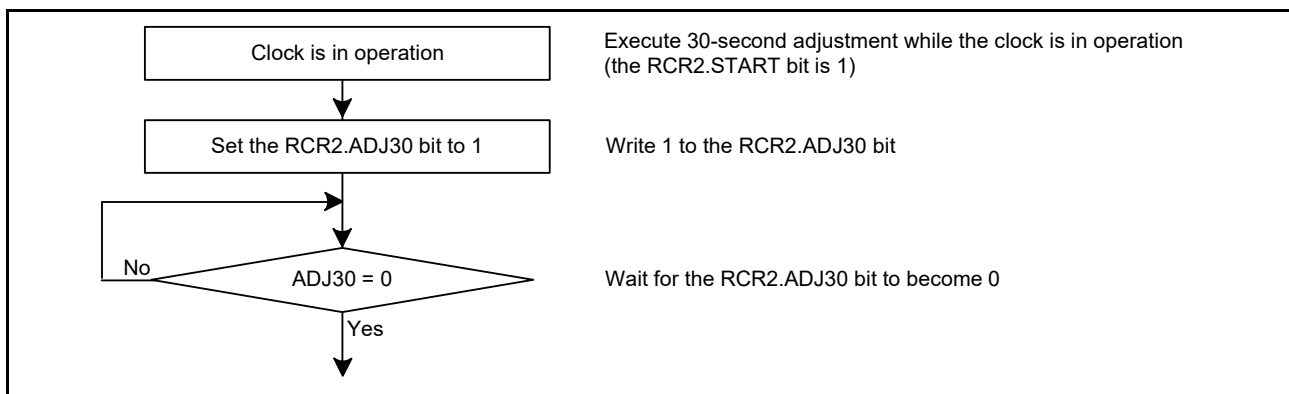 Clock is in operation
Execute 30-second adjustment while the clock is in operation
(the RCR2.START bit is 1)
Set the RCR2.ADJ30 bit to 1
Write 1 to the RCR2.ADJ30 bit
No
ADJ30 = 0
Wait for the RCR2.ADJ30 bit to become 0
Yes